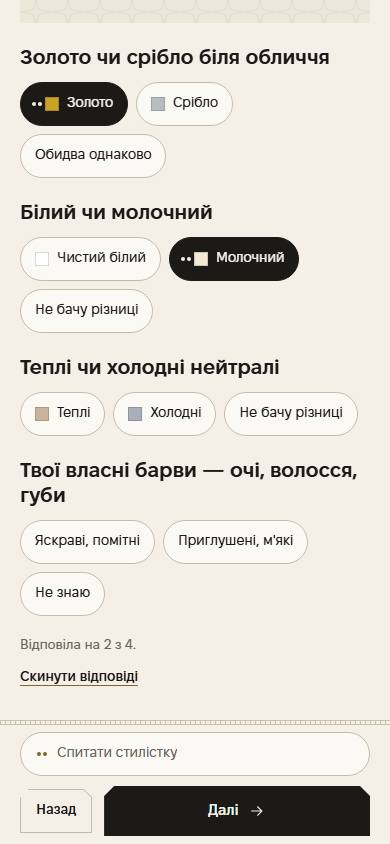 Золото чи срібло біля обличчя
Золото
Срібло
Обидва однаково
Білий чи молочний
Чистий білий
Молочний
Не бачу різниці
Теплі чи холодні нейтралі
Теплі
Холодні
Не бачу різниці
Твої власні барви — очі, волосся,
губи
Яскраві, помітні
Приглушені, м'які
Не знаю
Відповіла на 2 з 4.
Скинути відповіді
Спитати стилістку
Назад
Далі →